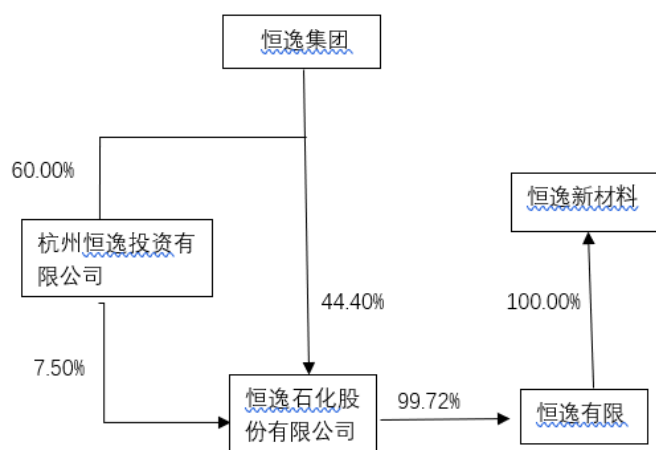 恒逸集团
60.00%
恒逸新材料
杭州恒逸投资有
限公司
44.40%
100.00%
7.50%
恒逸石化股
份有限公司
99.72%
恒逸有限